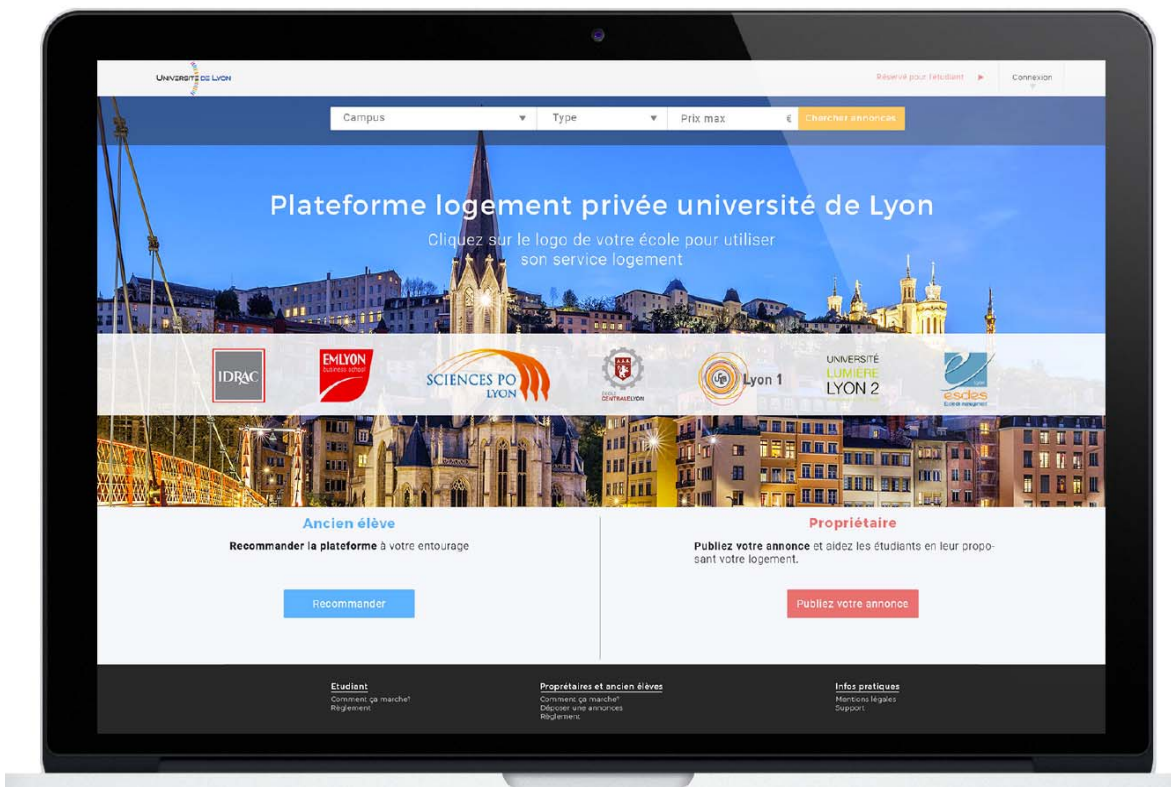 UNIVERSITÉ DE LYON
Réservé pour l'étudiant
Connexion
Campus
Type
Prix max €
Chercher annonces
Plateforme logement privée université de Lyon
Cliquez sur le logo de votre école pour utiliser
son service logement
IDRAC
EMLYON
business school
SCIENCES PO
LYON
ÉCOLE
CENTRALELYON
Lyon 1
UNIVERSITÉ
LUMIÈRE
LYON 2
Lyon
esdes
Ancien élève
Recommander la plateforme à votre entourage
Recommander
Propriétaire
Publiez votre annonce et aidez les étudiants en leur propo-
sant votre logement.
Publiez votre annonce
Etudiant
Comment ça marche?
Règlement
Proprétaires et ancien élèves
Comment ça marche?
Déposer une annonces
Règlement
Infos pratiques
Mentions légales
Support